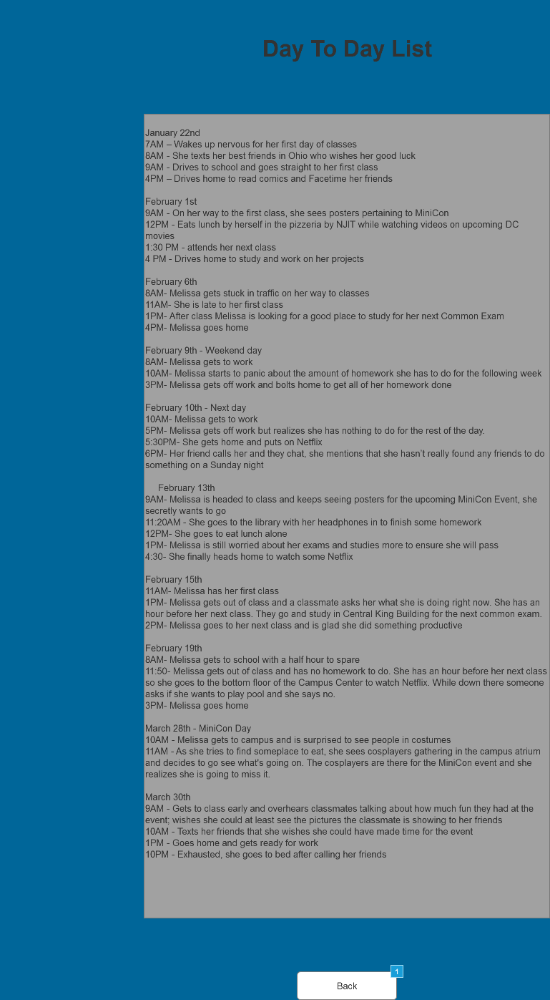 Day To Day List
January 22nd
7AM – Wakes up nervous for her first day of classes
8AM - She texts her best friends in Ohio who wishes her good luck
9AM - Drives to school and goes straight to her first class
4PM – Drives home to read comics and Facetime her friends
February 1st
9AM - On her way to the first class, she sees posters pertaining to MiniCon
12PM - Eats lunch by herself in the pizzeria by NJIT while watching videos on upcoming DC
movies
1:30 PM - attends her next class
4 PM - Drives home to study and work on her projects
February 6th
8AM- Melissa gets stuck in traffic on her way to classes
11AM- She is late to her first class
1PM- After class Melissa is looking for a good place to study for her next Common Exam
4PM- Melissa goes home
February 9th - Weekend day
8AM- Melissa gets to work
10AM- Melissa starts to panic about the amount of homework she has to do for the following week
3PM- Melissa gets off work and bolts home to get all of her homework done
February 10th - Next day
10AM- Melissa gets to work
5PM- Melissa gets off work but realizes she has nothing to do for the rest of the day.
5:30PM- She gets home and puts on Netflix
6PM- Her friend calls her and they chat, she mentions that she hasn't really found any friends to do
something on a Sunday night
February 13th
9AM- Melissa is headed to class and keeps seeing posters for the upcoming MiniCon Event, she
secretly wants to go
11:20AM - She goes to the library with her headphones in to finish some homework
12PM- She goes to eat lunch alone
1PM- Melissa is still worried about her exams and studies more to ensure she will pass
4:30- She finally heads home to watch some Netflix
February 15th
11AM- Melissa has her first class
1PM- Melissa gets out of class and a classmate asks her what she is doing right now. She has an
hour before her next class. They go and study in Central King Building for the next common exam.
2PM- Melissa goes to her next class and is glad she did something productive
February 19th
8AM- Melissa gets to school with a half hour to spare
11:50- Melissa gets out of class and has no homework to do. She has an hour before her next class
so she goes to the bottom floor of the Campus Center to watch Netflix. While down there someone
asks if she wants to play pool and she says no.
3PM- Melissa goes home
March 28th - MiniCon Day
10AM - Melissa gets to campus and is surprised to see people in costumes
11AM - As she tries to find someplace to eat, she sees cosplayers gathering in the campus atrium
and decides to go see what's going on. The cosplayers are there for the MiniCon event and she
realizes she is going to miss it.
March 30th
9AM - Gets to class early and overhears classmates talking about how much fun they had at the
event; wishes she could at least see the pictures the classmate is showing to her friends
10AM - Texts her friends that she wishes she could have made time for the event
1PM - Goes home and gets ready for work
10PM - Exhausted, she goes to bed after calling her friends
1
Back